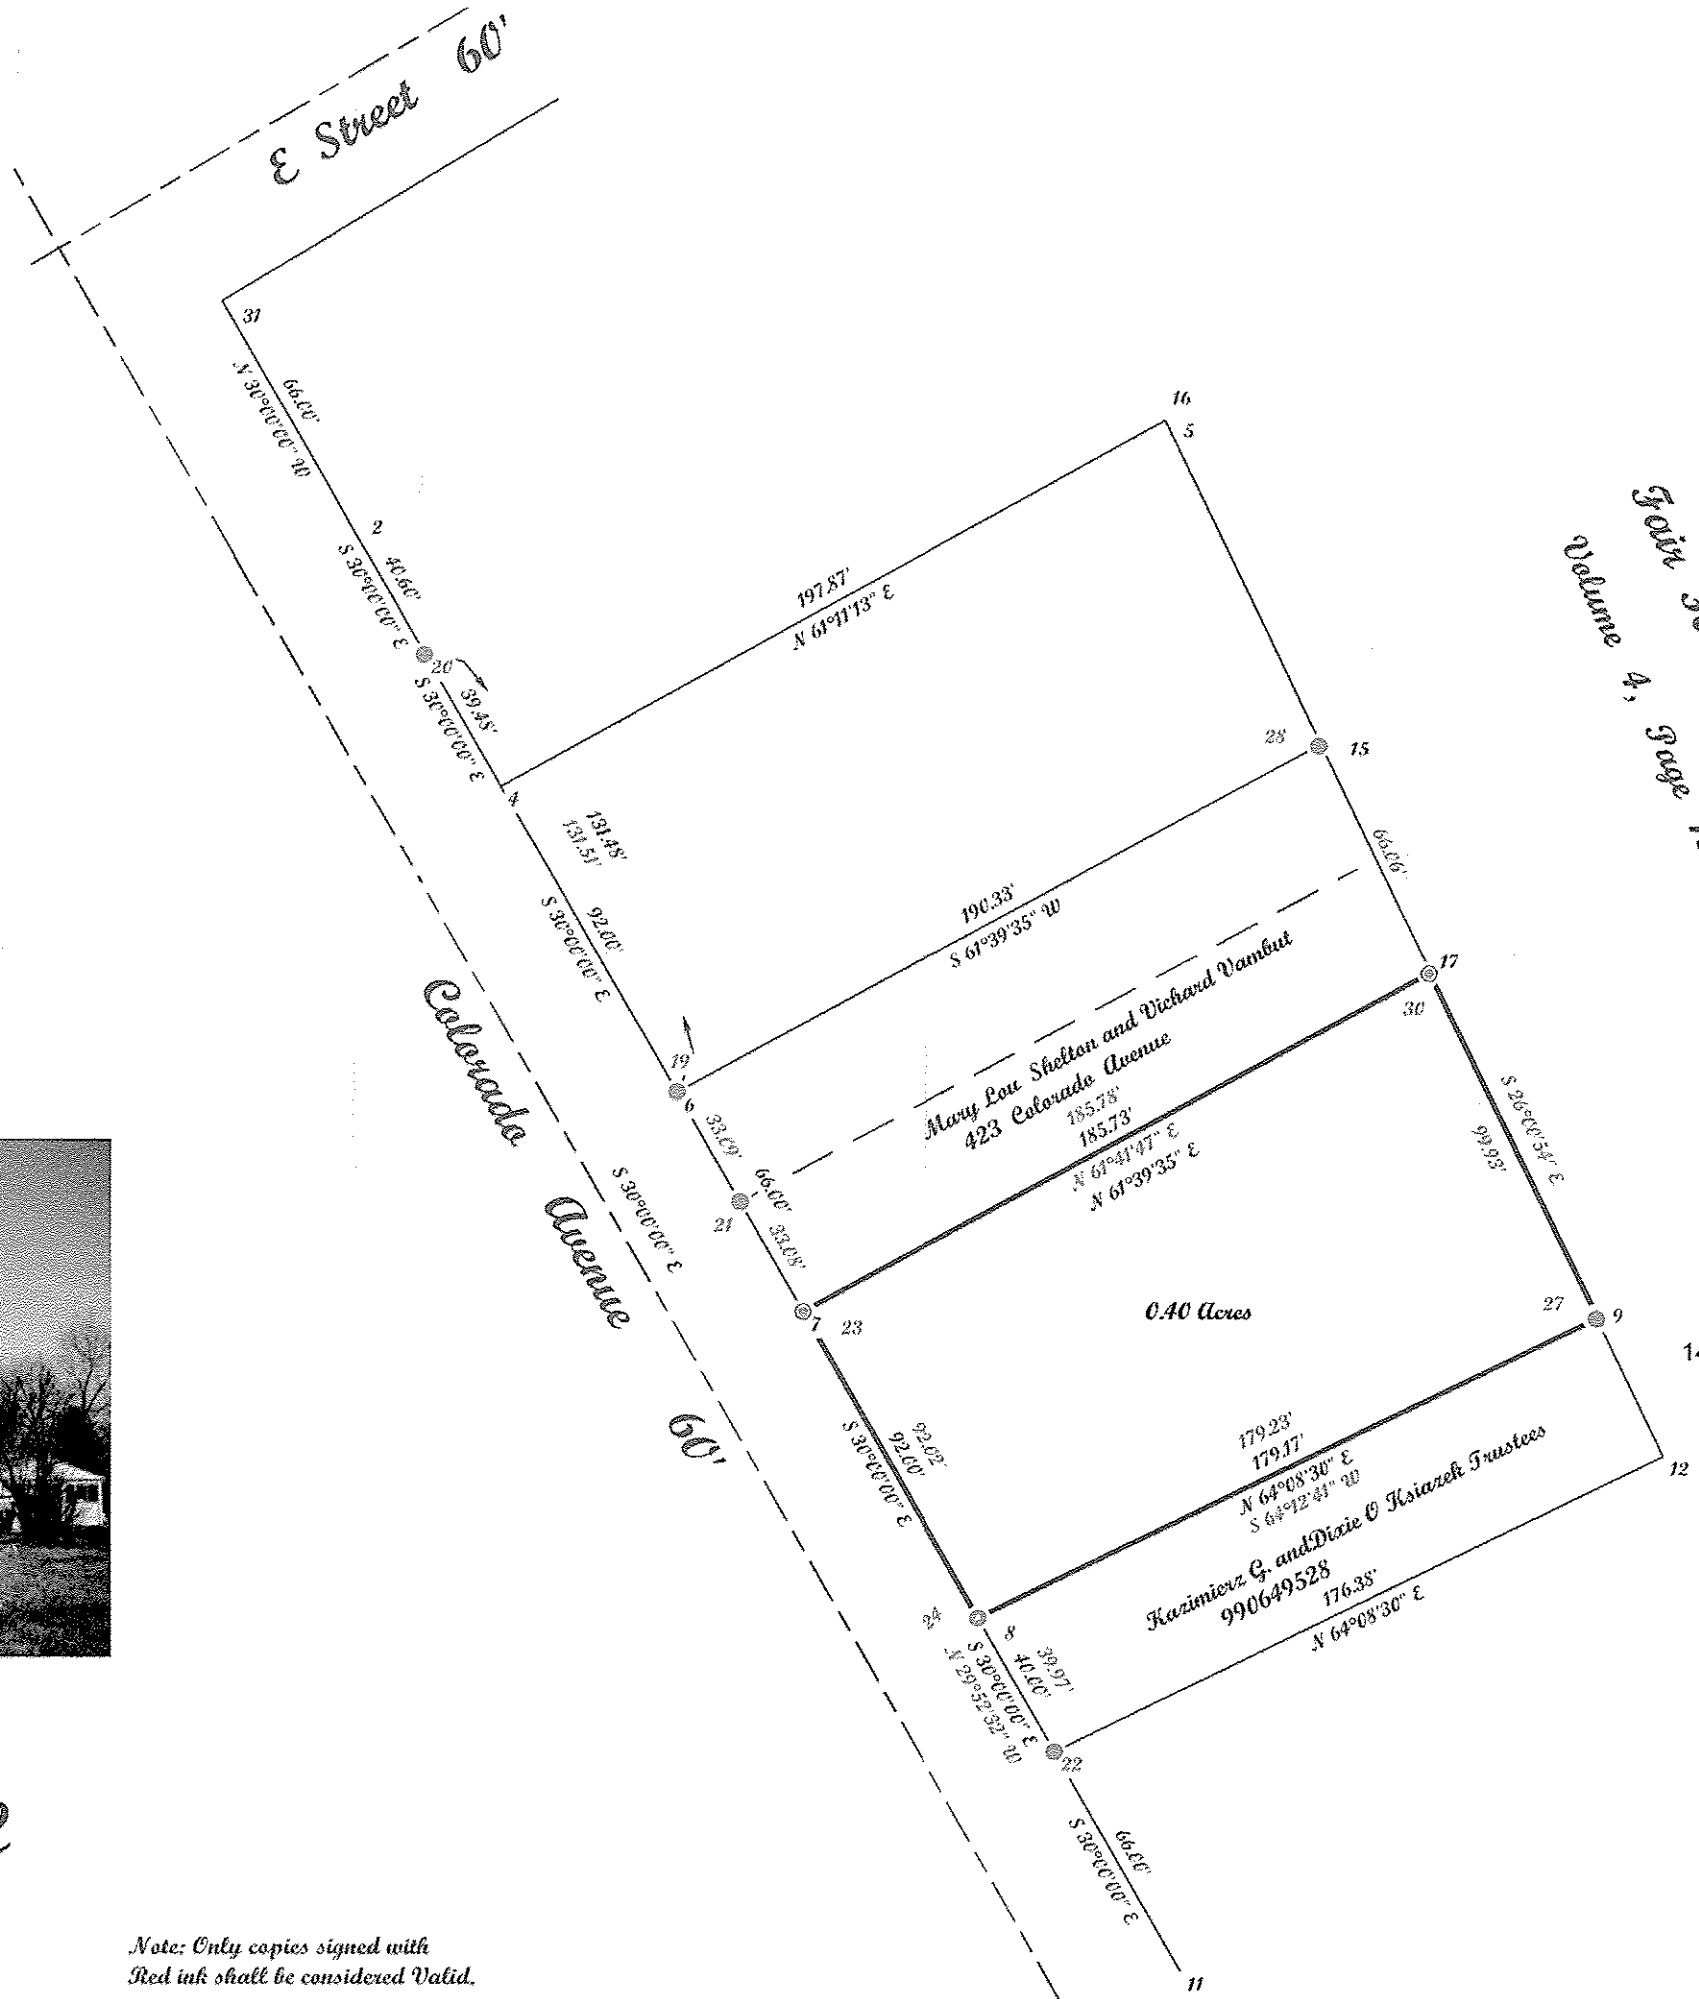 E Street 60'
31
66.00'
N 30°00'00" W
2
40.60'
S 30°00'00" E
20
39.48'
S 30°00'00" E
4
16
5
197.87'
N 61°11'13" E
Fair
Volume 4, Page
28
15
131.48'
131.51'
92.00'
S 30°00'00" E
66.06'
190.33'
S 61°39'35" W
19
6
17
30
Mary Lou Shelton and Vichard Vambut
423 Colorado Avenue
185.78'
185.73'
N 61°41'47" E
N 61°39'35" E
33.09'
66.00'
21
33.08'
Colorado Avenue 60'
S 30°00'00" E
S 26°00'54" E
99.93'
7
23
0.40 Acres
27
9
14
92.02'
92.00'
S 30°00'00" E
179.23'
179.17'
N 64°08'30" E
S 64°12'41" W
12
Kazimierz G. andDixie O Ksiazek Trustees
990649528
176.38'
N 64°08'30" E
24
8
39.97'
40.00'
S 30°00'00" E
N 29°52'32" W
22
66.00'
S 30°00'00" E
11
Note: Only copies signed with
Red ink shall be considered Valid.